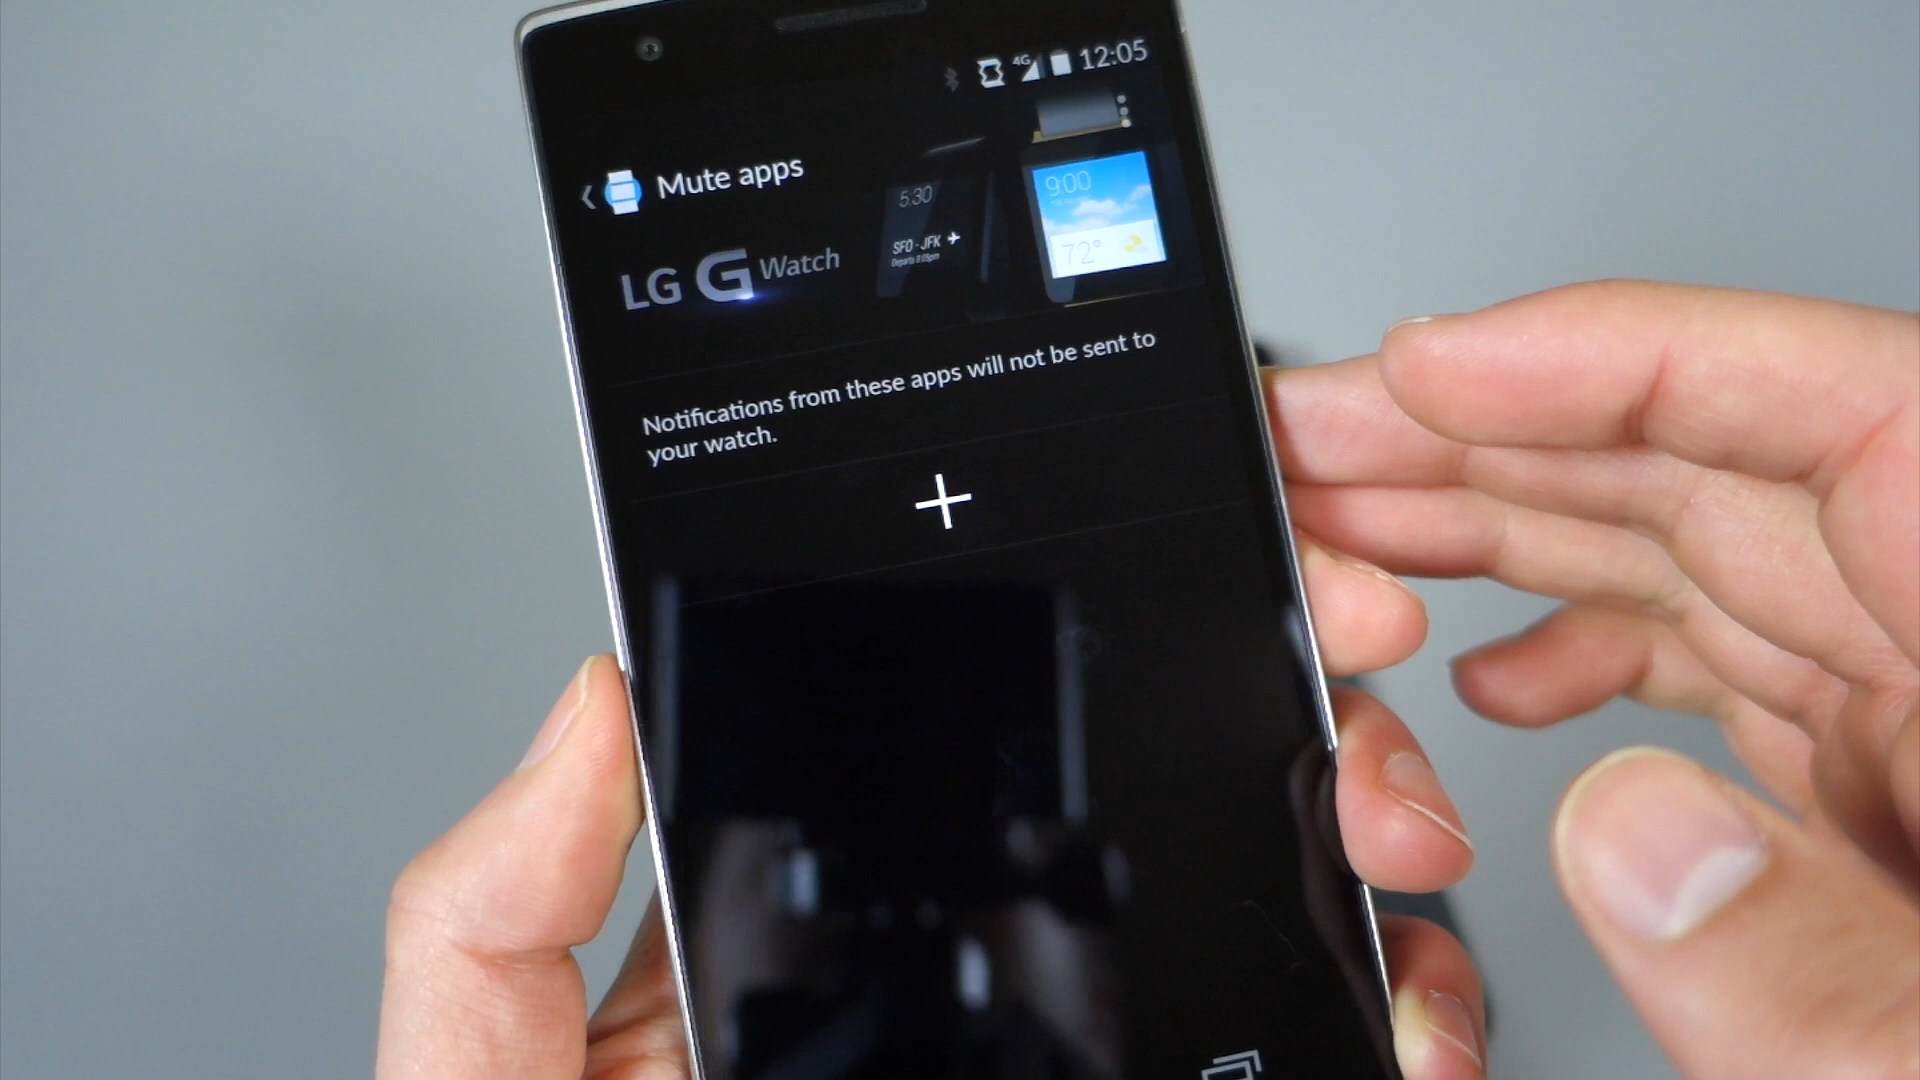 4G 12:05
Mute apps
LG G Watch
5:30
SFO - JFK
9:00
72°
Notifications from these apps will not be sent to
your watch.